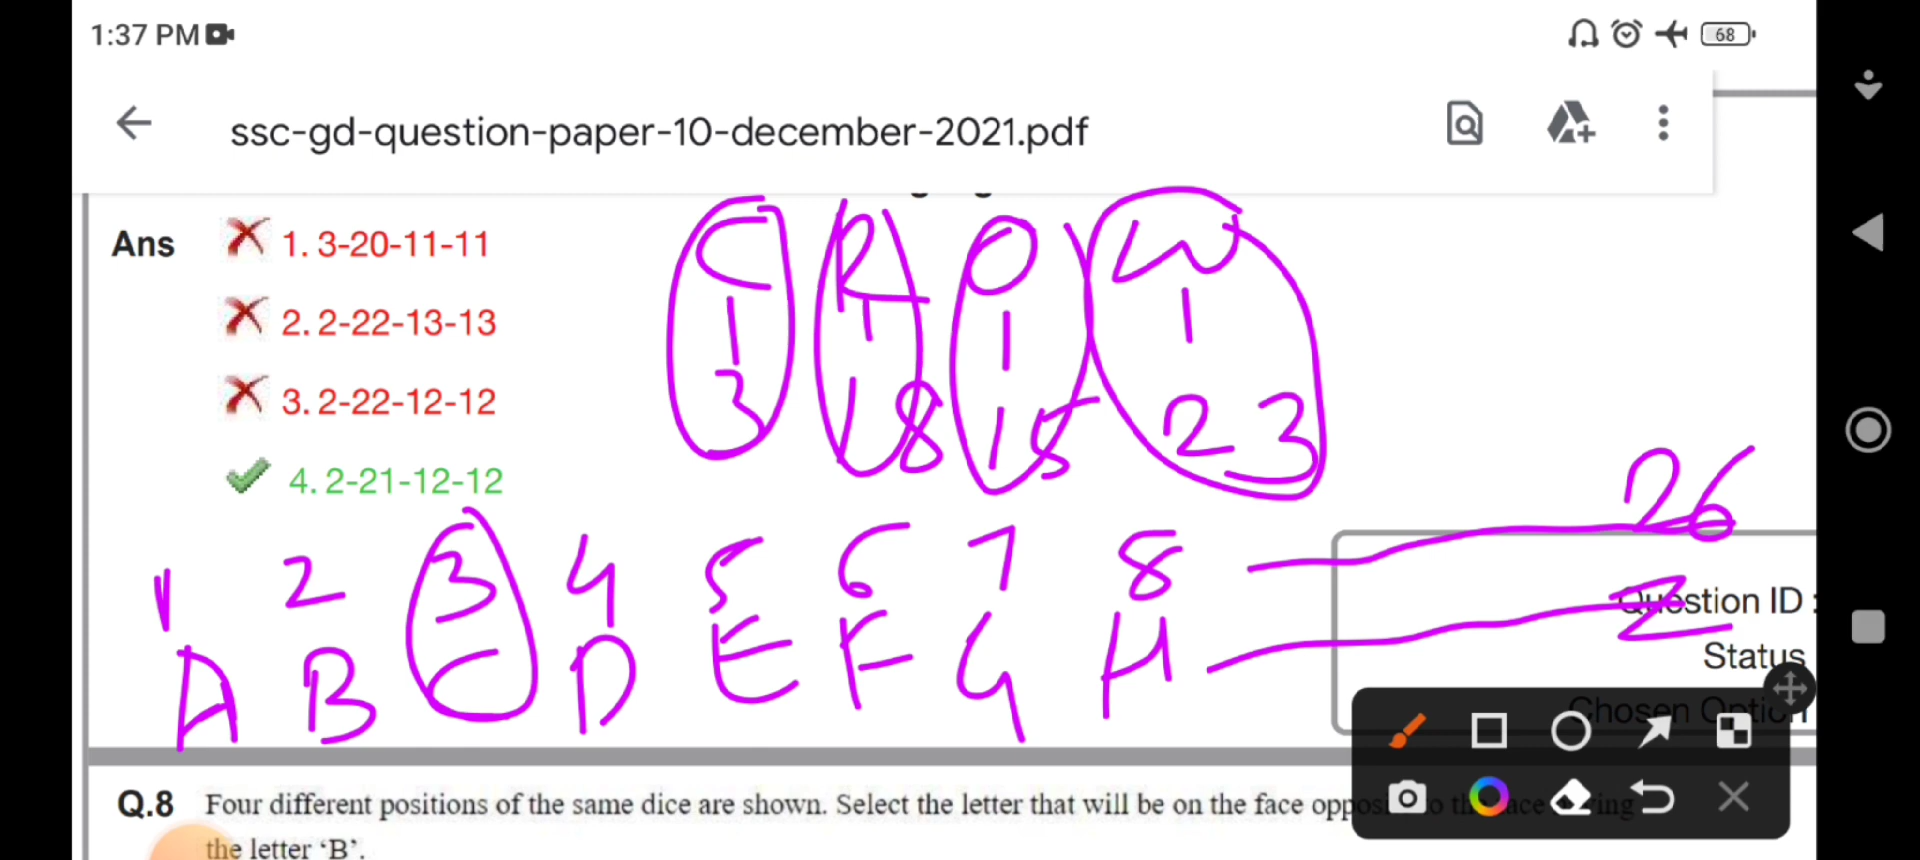 1:37 PM 68
ssc-gd-question-paper-10-december-2021.pdf
Ans 1. 3-20-11-11
2. 2-22-13-13
3. 2-22-12-12
4. 2-21-12-12
C R O W
3 18 15 23
1 2 3 4 5 6 7 8 26
A B C D E F G H Z
Question ID :
Status
Chosen Option
Q.8 Four different positions of the same dice are shown. Select the letter that will be on the face
the letter ‘B’.